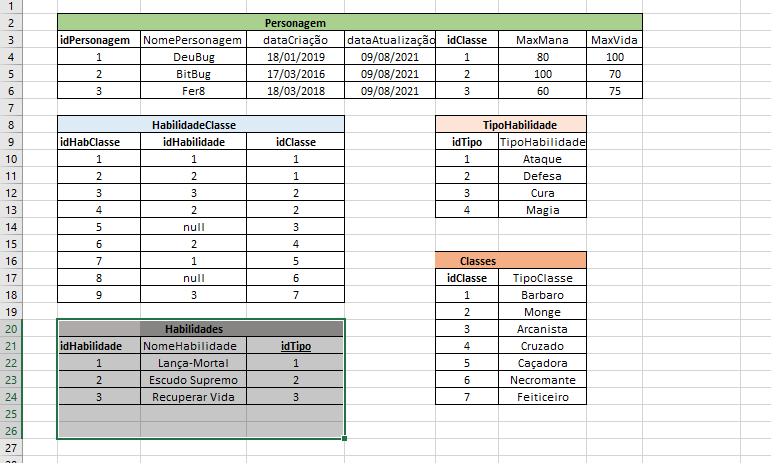 1
2 Personagem
3 idPersonagem NomePersonagem dataCriação dataAtualização idClasse MaxMana MaxVida
4 1 DeuBug 18/01/2019 09/08/2021 1 80 100
5 2 BitBug 17/03/2016 09/08/2021 2 100 70
6 3 Fer8 18/03/2018 09/08/2021 3 60 75
7
8 HabilidadeClasse TipoHabilidade
9 idHabClasse idHabilidade idClasse idTipo TipoHabilidade
10 1 1 1 1 Ataque
11 2 2 1 2 Defesa
12 3 3 2 3 Cura
13 4 2 2 4 Magia
14 5 null 3
15 6 2 4
16 7 1 5 Classes
17 8 null 6 idClasse TipoClasse
18 9 3 7 1 Barbaro
19 2 Monge
20 Habilidades 3 Arcanista
21 idHabilidade NomeHabilidade idTipo 4 Cruzado
22 1 Lança-Mortal 1 5 Caçadora
23 2 Escudo Supremo 2 6 Necromante
24 3 Recuperar Vida 3 7 Feiticeiro
25
26
27